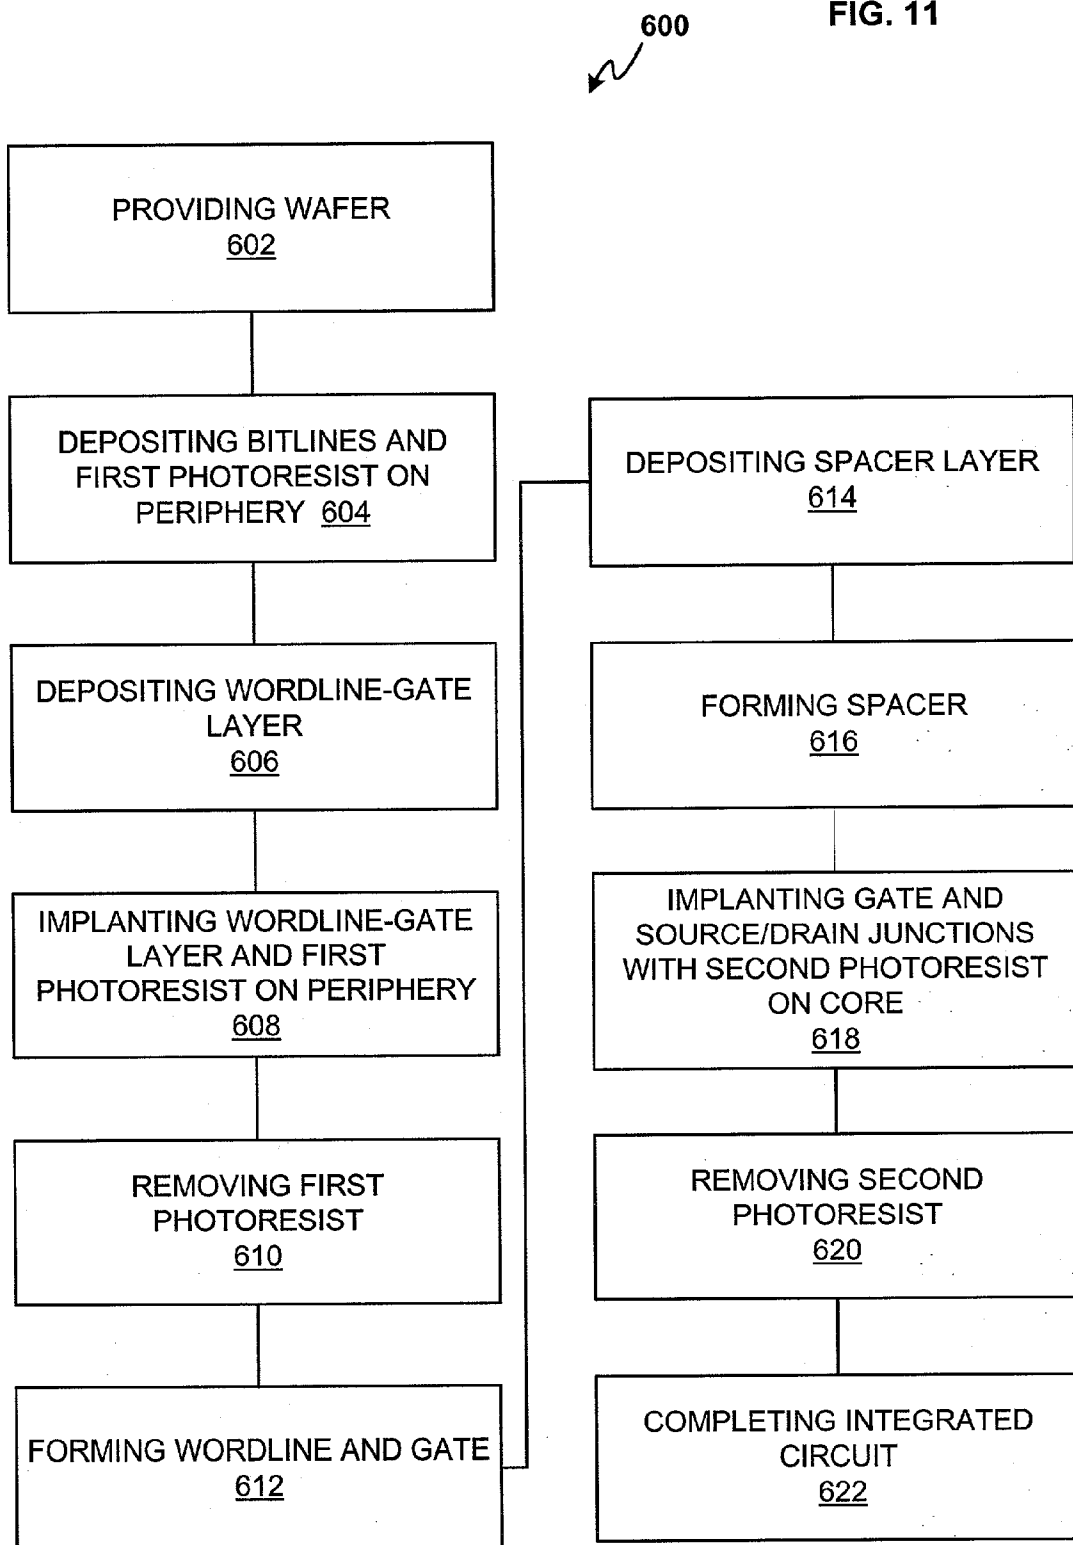 FIG. 11
600
PROVIDING WAFER
602
DEPOSITING BITLINES AND
FIRST PHOTORESIST ON
PERIPHERY 604
DEPOSITING WORDLINE-GATE
LAYER
606
IMPLANTING WORDLINE-GATE
LAYER AND FIRST
PHOTORESIST ON PERIPHERY
608
REMOVING FIRST
PHOTORESIST
610
FORMING WORDLINE AND GATE
612
DEPOSITING SPACER LAYER
614
FORMING SPACER
616
IMPLANTING GATE AND
SOURCE/DRAIN JUNCTIONS
WITH SECOND PHOTORESIST
ON CORE
618
REMOVING SECOND
PHOTORESIST
620
COMPLETING INTEGRATED
CIRCUIT
622